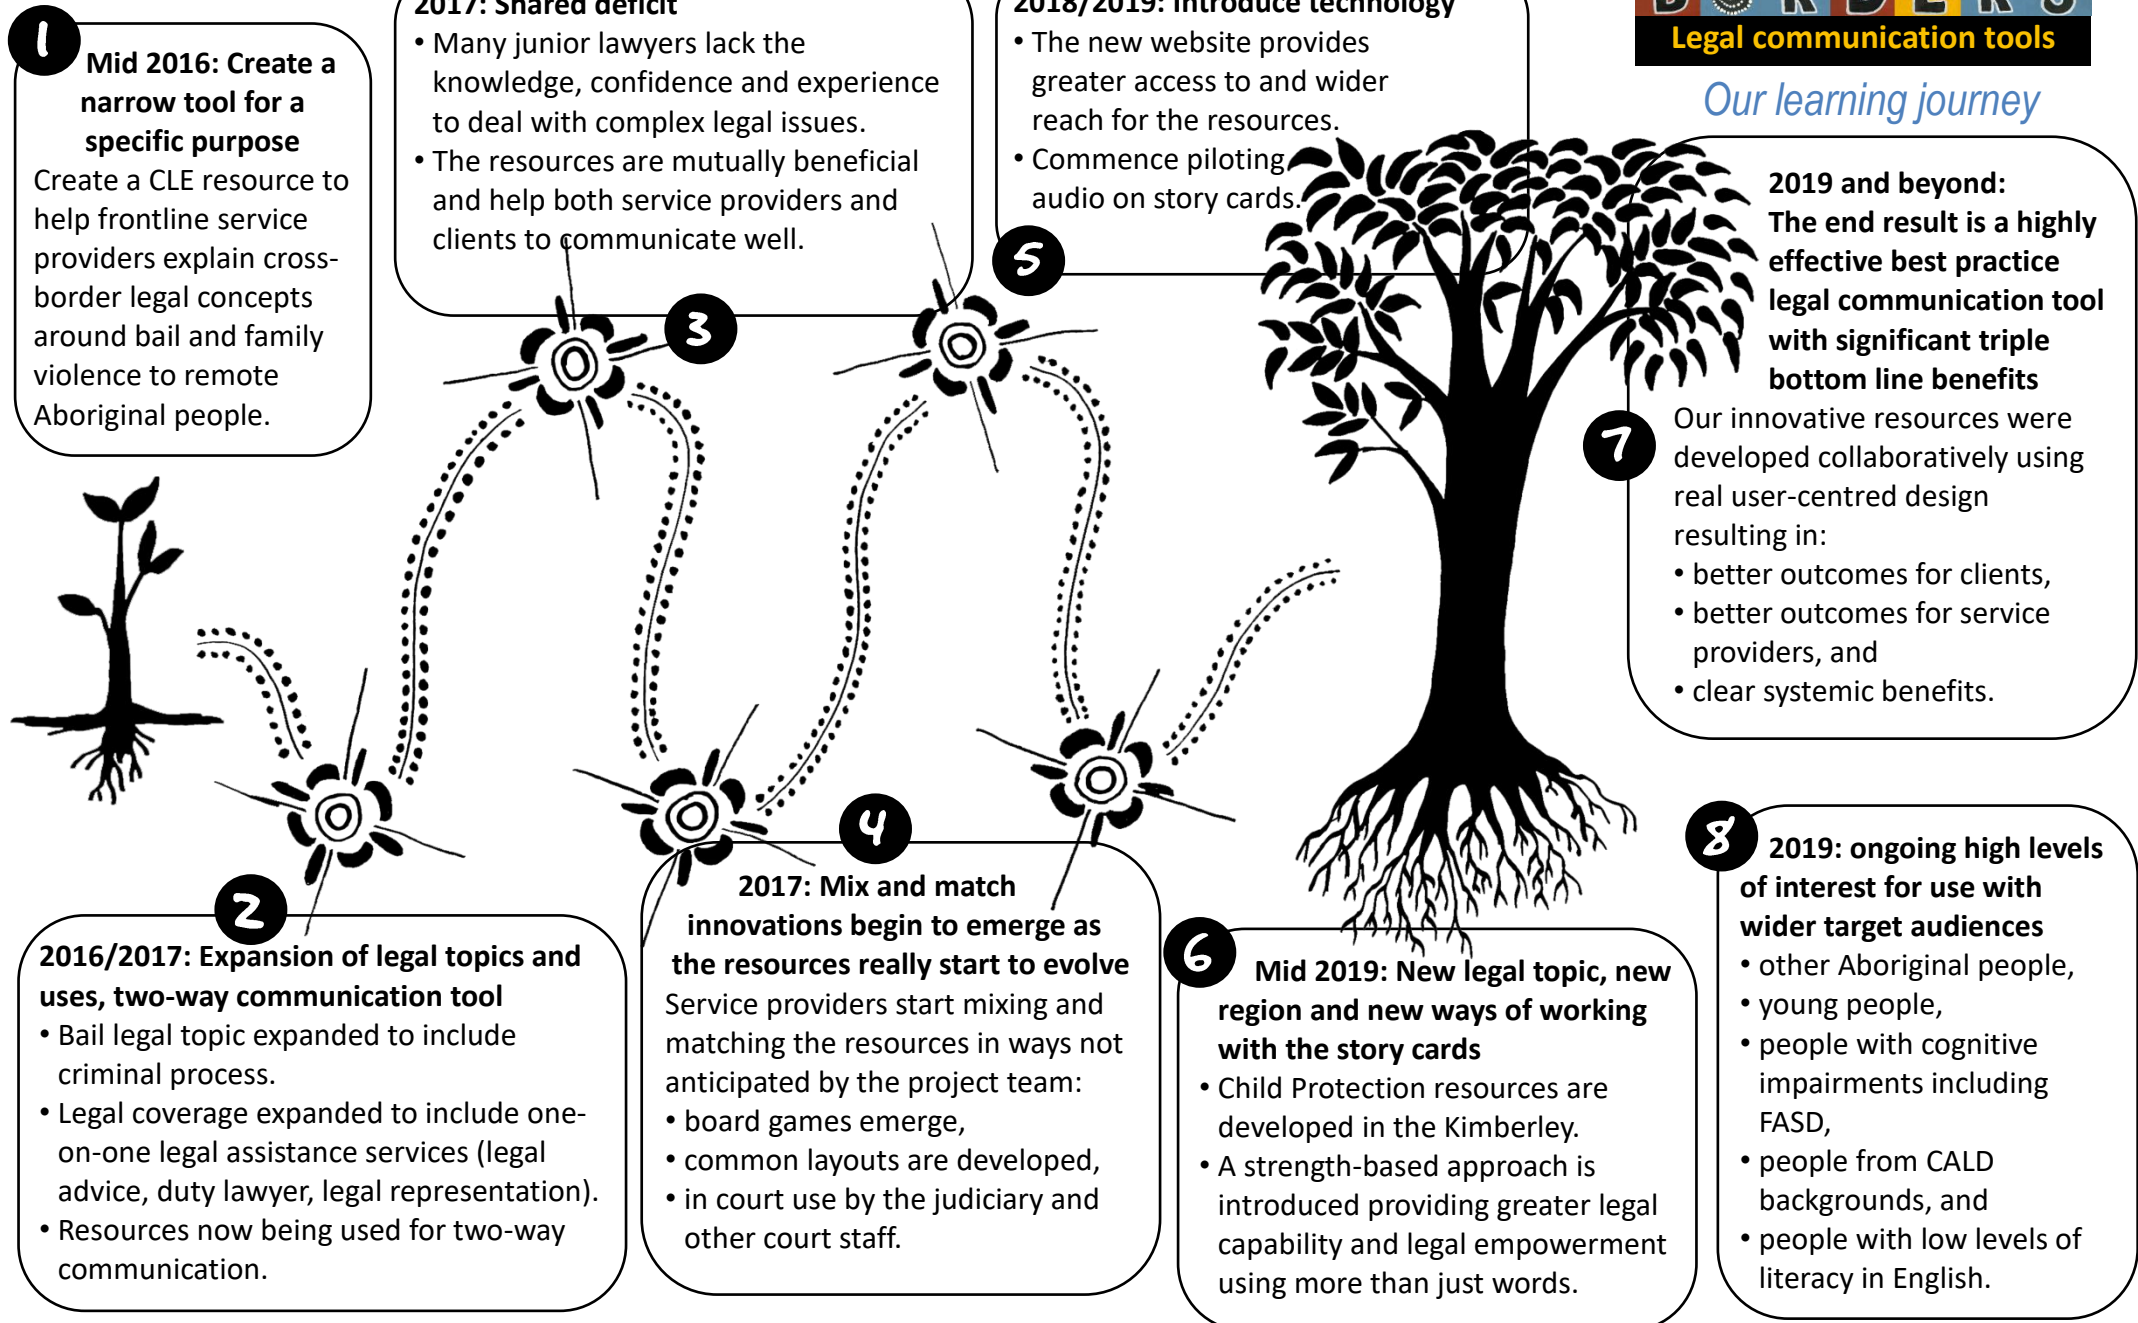 1
Mid 2016: Create a
narrow tool for a
specific purpose
Create a CLE resource to
help frontline service
providers explain cross-
border legal concepts
around bail and family
violence to remote
Aboriginal people.
2
2016/2017: Expansion of legal topics and
uses, two-way communication tool
• Bail legal topic expanded to include
criminal process.
• Legal coverage expanded to include one-
on-one legal assistance services (legal
advice, duty lawyer, legal representation).
• Resources now being used for two-way
communication.
2017: Shared deficit
• Many junior lawyers lack the
knowledge, confidence and experience
to deal with complex legal issues.
• The resources are mutually beneficial
and help both service providers and
clients to communicate well.
3
4
2017: Mix and match
innovations begin to emerge as
the resources really start to evolve
Service providers start mixing and
matching the resources in ways not
anticipated by the project team:
• board games emerge,
• common layouts are developed,
• in court use by the judiciary and
other court staff.
2018/2019: Introduce technology
• The new website provides
greater access to and wider
reach for the resources.
• Commence piloting
audio on story cards.
5
6
Mid 2019: New legal topic, new
region and new ways of working
with the story cards
• Child Protection resources are
developed in the Kimberley.
• A strength-based approach is
introduced providing greater legal
capability and legal empowerment
using more than just words.
BORDERS
Legal communication tools
Our learning journey
7
2019 and beyond:
The end result is a highly
effective best practice
legal communication tool
with significant triple
bottom line benefits
Our innovative resources were
developed collaboratively using
real user-centred design
resulting in:
• better outcomes for clients,
• better outcomes for service
providers, and
• clear systemic benefits.
8
2019: ongoing high levels
of interest for use with
wider target audiences
• other Aboriginal people,
• young people,
• people with cognitive
impairments including
FASD,
• people from CALD
backgrounds, and
• people with low levels of
literacy in English.